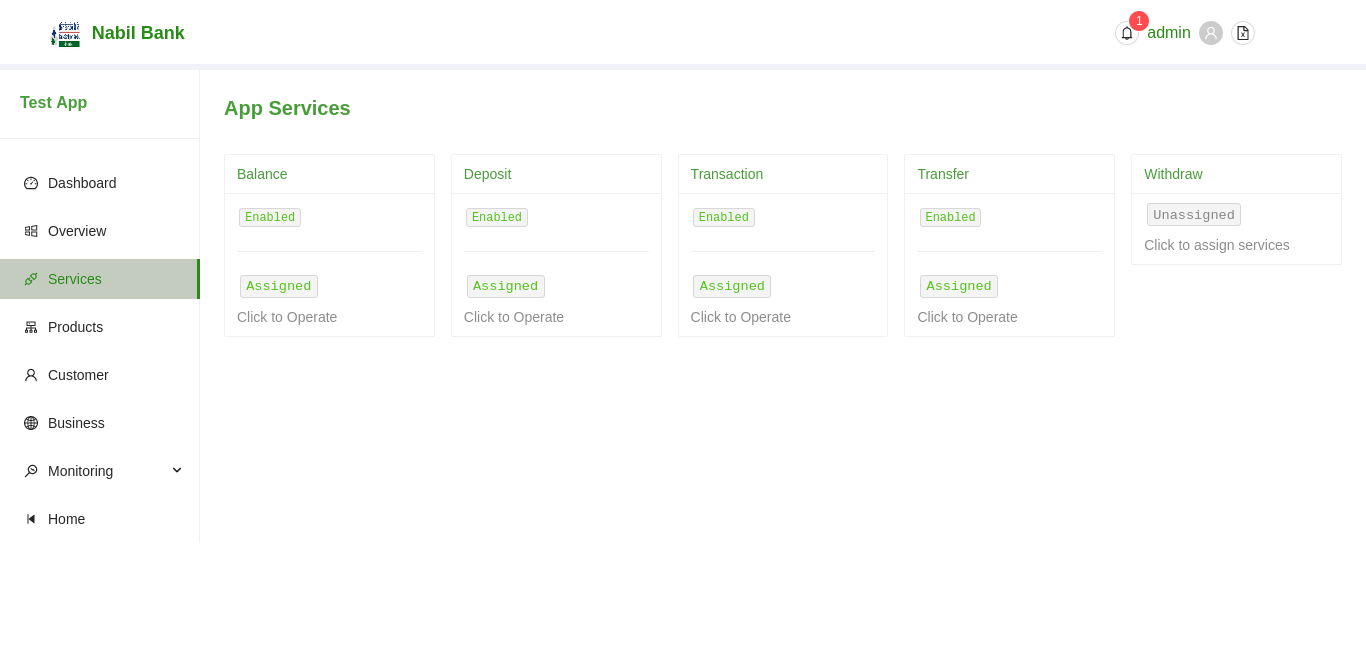 Nabil Bank
1
admin
Test App
App Services
Dashboard
Overview
Services
Products
Customer
Business
Monitoring
Home
Balance
Enabled
Assigned
Click to Operate
Deposit
Enabled
Assigned
Click to Operate
Transaction
Enabled
Assigned
Click to Operate
Transfer
Enabled
Assigned
Click to Operate
Withdraw
Unassigned
Click to assign services